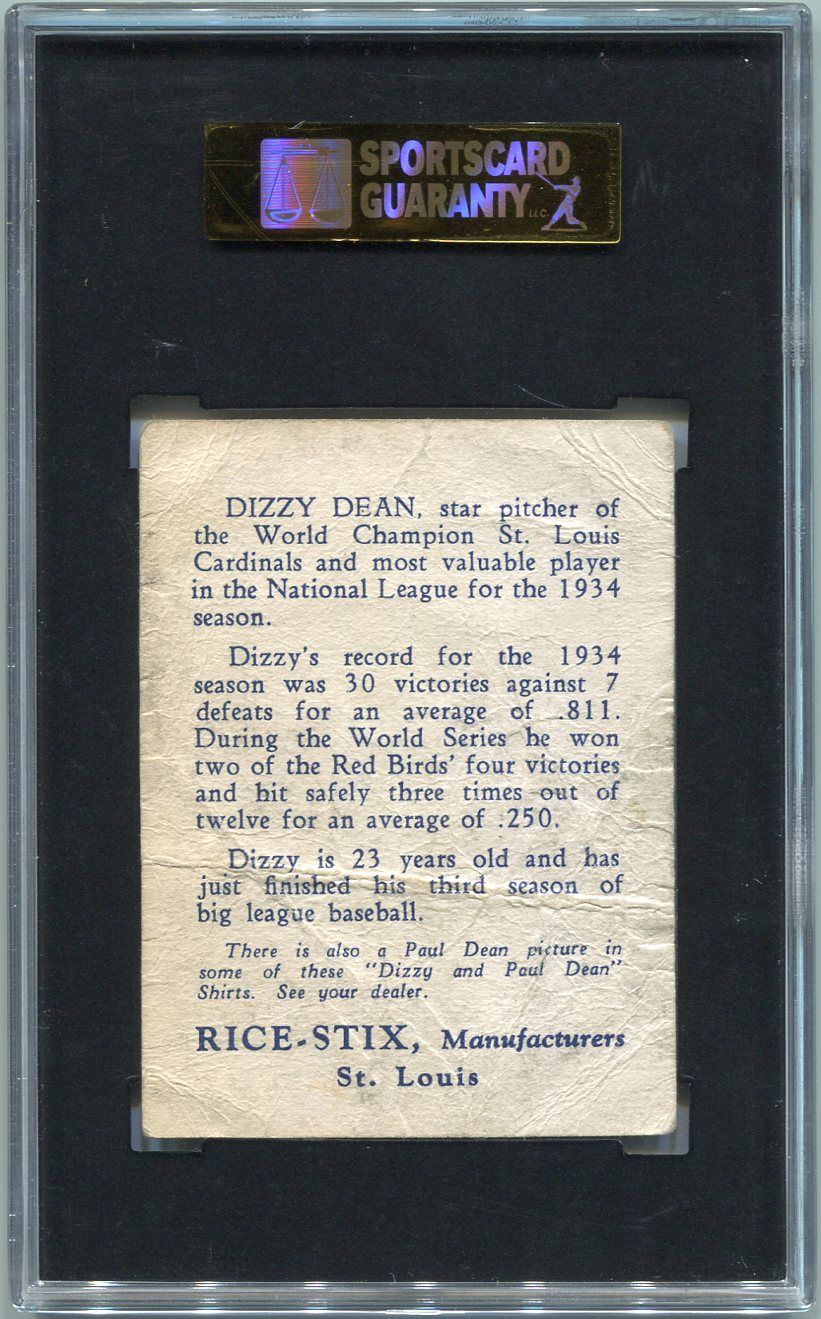 SPORTSCARD
GUARANTY LLC.
DIZZY DEAN, star pitcher of
the World Champion St. Louis
Cardinals and most valuable player
in the National League for the 1934
season.
Dizzy's record for the 1934
season was 30 victories against 7
defeats for an average of .811.
During the World Series he won
two of the Red Birds' four victories
and hit safely three times out of
twelve for an average of .250.
Dizzy is 23 years old and has
just finished his third season of
big league baseball.
There is also a Paul Dean picture in
some of these "Dizzy and Paul Dean"
Shirts. See your dealer.
RICE-STIX, Manufacturers
St. Louis